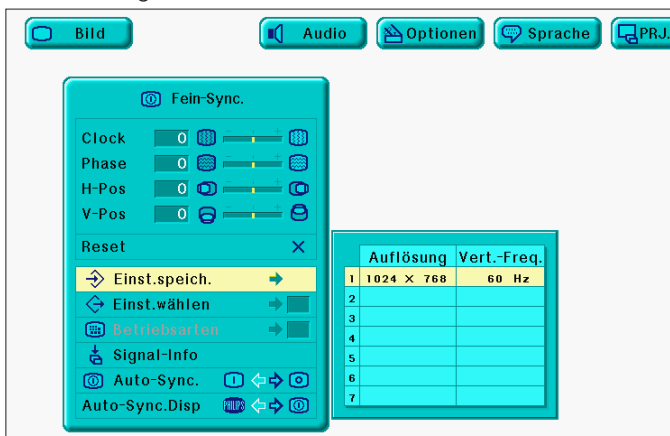 Bild Audio Optionen Sprache PRJ.
Fein-Sync.
Clock 0 - +
Phase 0 - +
H-Pos 0 - +
V-Pos 0 - +
Reset
Einst.speich.
Einst.wählen
Betriebsarten
Signal-Info
Auto-Sync.
Auto-Sync.Disp PHILIPS
Auflösung Vert.-Freq.
1 1024 × 768 60 Hz
2
3
4
5
6
7